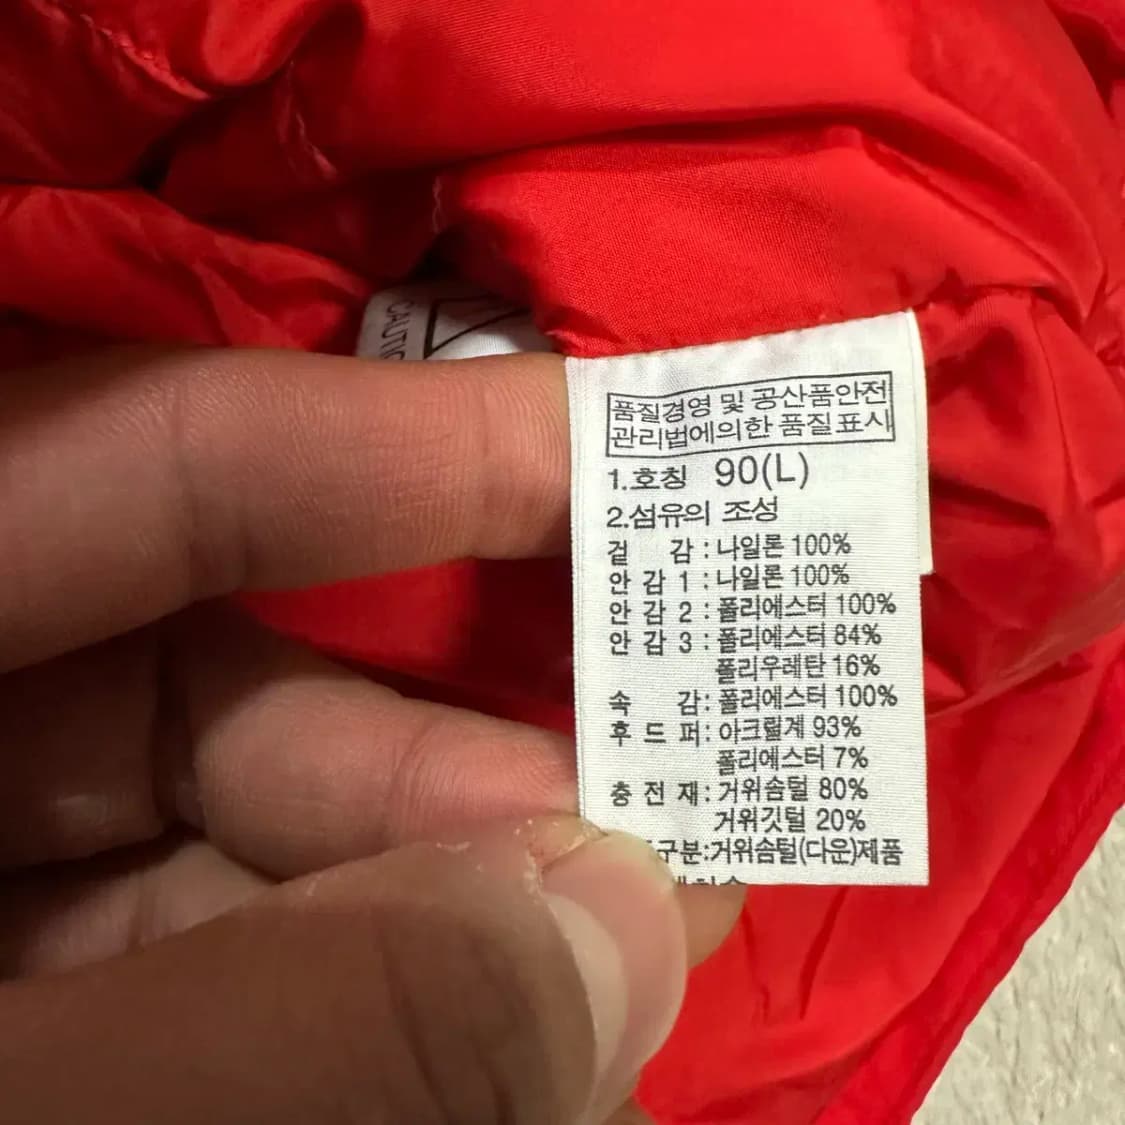 CAUTIO
품질경영 및 공산품안전
관리법에의한 품질표시
1.호칭 90(L)
2.섬유의 조성
겉 감 : 나일론 100%
안 감 1 : 나일론 100%
안 감 2 : 폴리에스터 100%
안 감 3 : 폴리에스터 84%
폴리우레탄 16%
속 감 : 폴리에스터 100%
후 드 퍼 : 아크릴계 93%
폴리에스터 7%
충 전 재 : 거위솜털 80%
거위깃털 20%
구분:거위솜털(다운)제품